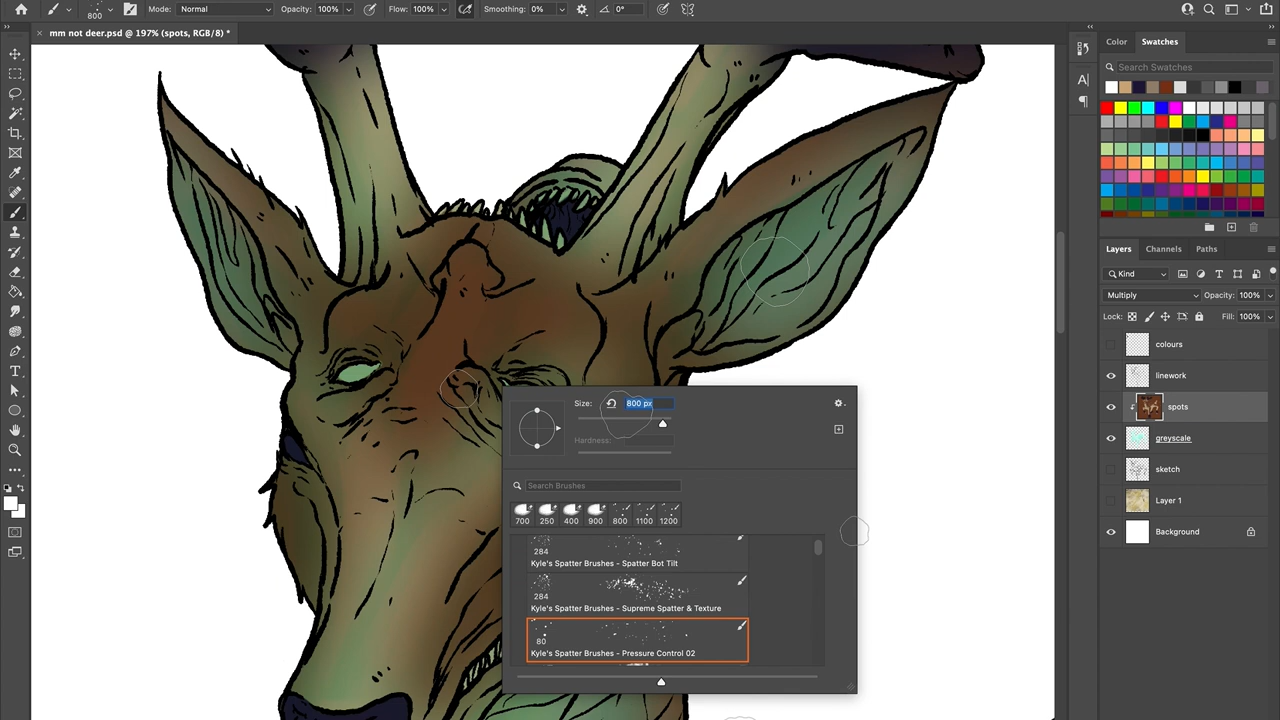 800
Mode: Normal
Opacity: 100%
Flow: 100%
Smoothing: 0%
0°
× mm not deer.psd @ 197% (spots, RGB/8) *
Color Swatches
Search Swatches
Layers Channels Paths
Kind
Multiply
Opacity: 100%
Lock:
Fill: 100%
colours
linework
spots
greyscale
sketch
Layer 1
Background
Size: 800 px
Hardness:
Search Brushes
700 250 400 900 800 1100 1200
284
Kyle's Spatter Brushes - Spatter Bot Tilt
284
Kyle's Spatter Brushes - Supreme Spatter & Texture
80
Kyle's Spatter Brushes - Pressure Control 02